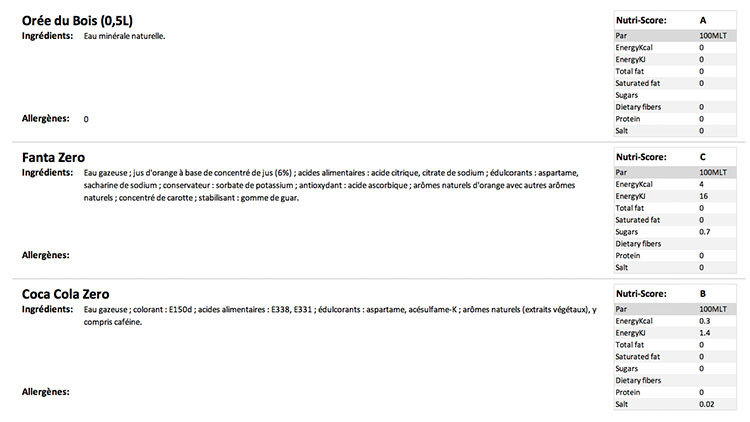 Orée du Bois (0,5L)
Ingrédients: Eau minérale naturelle.
Allergènes: 0
Nutri-Score: A
Par 100MLT
EnergyKcal 0
EnergyKJ 0
Total fat 0
Saturated fat 0
Sugars
Dietary fibers 0
Protein 0
Salt 0
Fanta Zero
Ingrédients: Eau gazeuse ; jus d'orange à base de concentré de jus (6%) ; acides alimentaires : acide citrique, citrate de sodium ; édulcorants : aspartame,
sacharine de sodium ; conservateur : sorbate de potassium ; antioxydant : acide ascorbique ; arômes naturels d'orange avec autres arômes
naturels ; concentré de carotte ; stabilisant : gomme de guar.
Allergènes:
Nutri-Score: C
Par 100MLT
EnergyKcal 4
EnergyKJ 16
Total fat 0
Saturated fat 0
Sugars 0.7
Dietary fibers
Protein 0
Salt 0
Coca Cola Zero
Ingrédients: Eau gazeuse ; colorant : E150d ; acides alimentaires : E338, E331 ; édulcorants : aspartame, acésulfame-K ; arômes naturels (extraits végétaux), y
compris caféine.
Allergènes:
Nutri-Score: B
Par 100MLT
EnergyKcal 0.3
EnergyKJ 1.4
Total fat 0
Saturated fat 0
Sugars 0
Dietary fibers
Protein 0
Salt 0.02